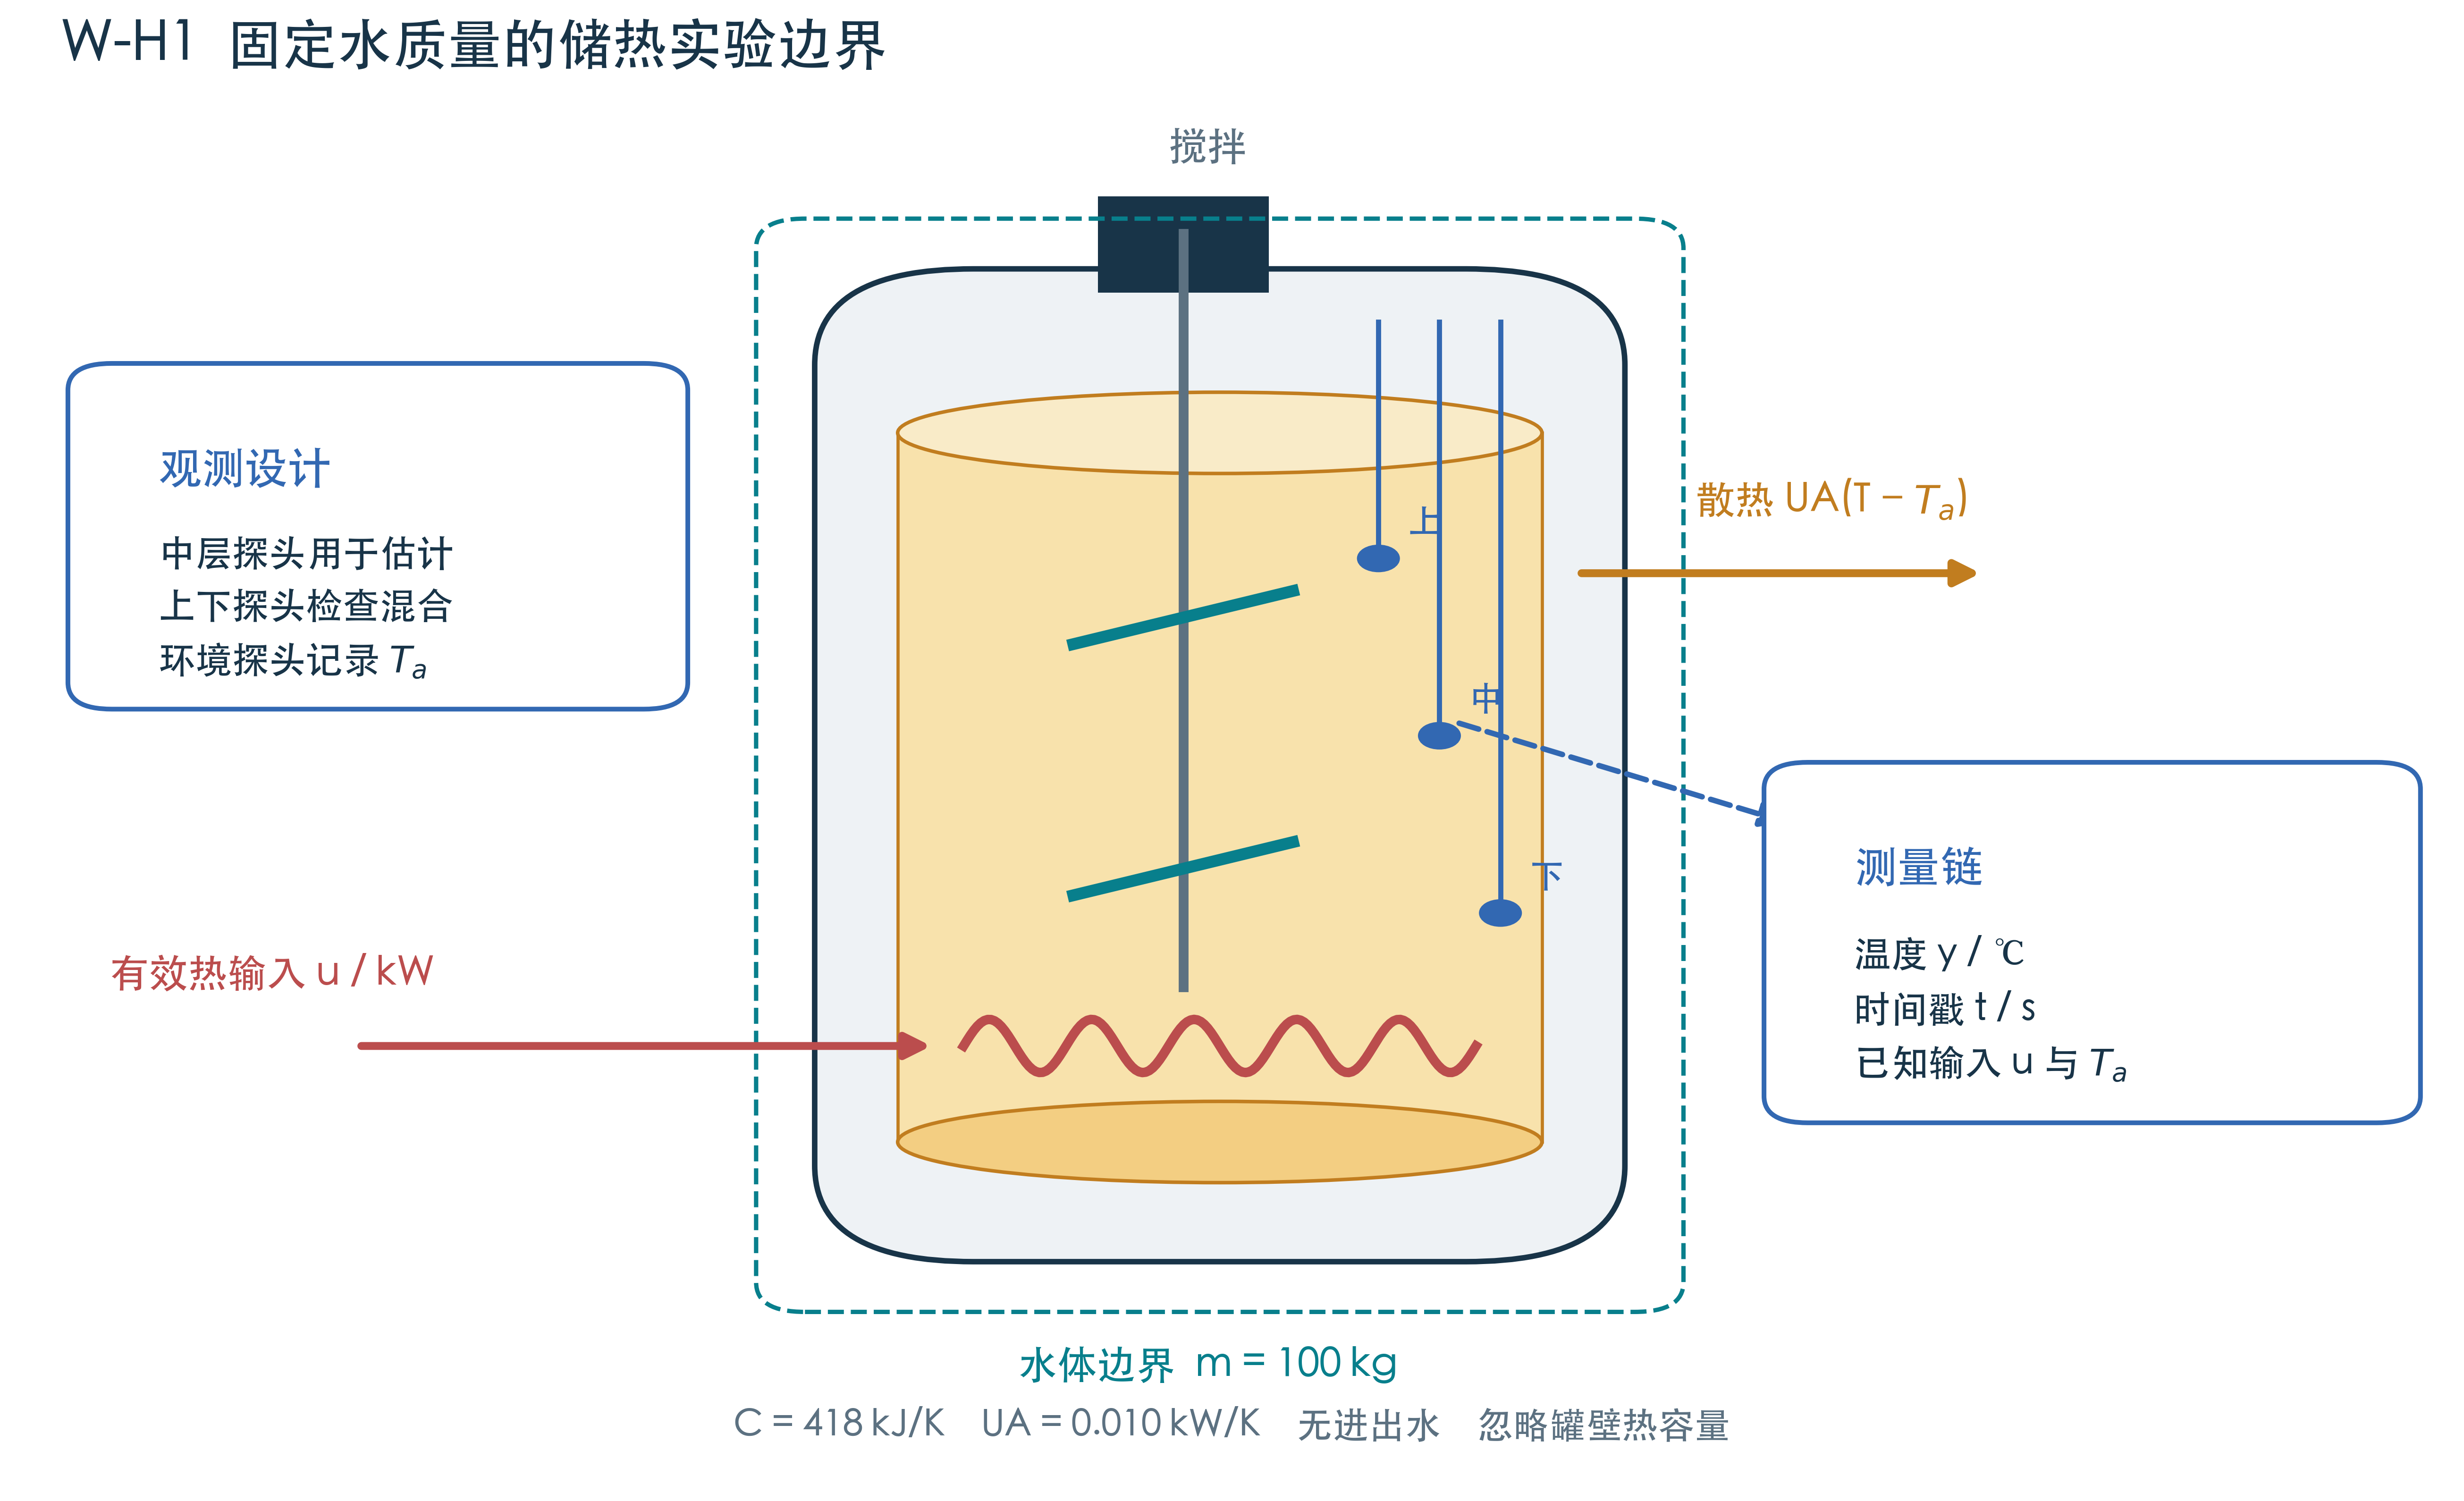 W-H1 固定水质量的储热实验边界
搅拌
观测设计
中层探头用于估计
上下探头检查混合
环境探头记录 Tₐ
上
中
下
散热 UA(T − Tₐ)
有效热输入 u / kW
测量链
温度 y / ℃
时间戳 t / s
已知输入 u 与 Tₐ
水体边界 m = 100 kg
C = 418 kJ/K UA = 0.010 kW/K 无进出水 忽略罐壁热容量